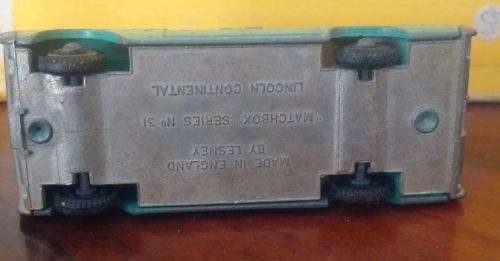 LINCOLN CONTINENTAL
"MATCHBOX" SERIES Nº 31
MADE IN ENGLAND
BY LESNEY